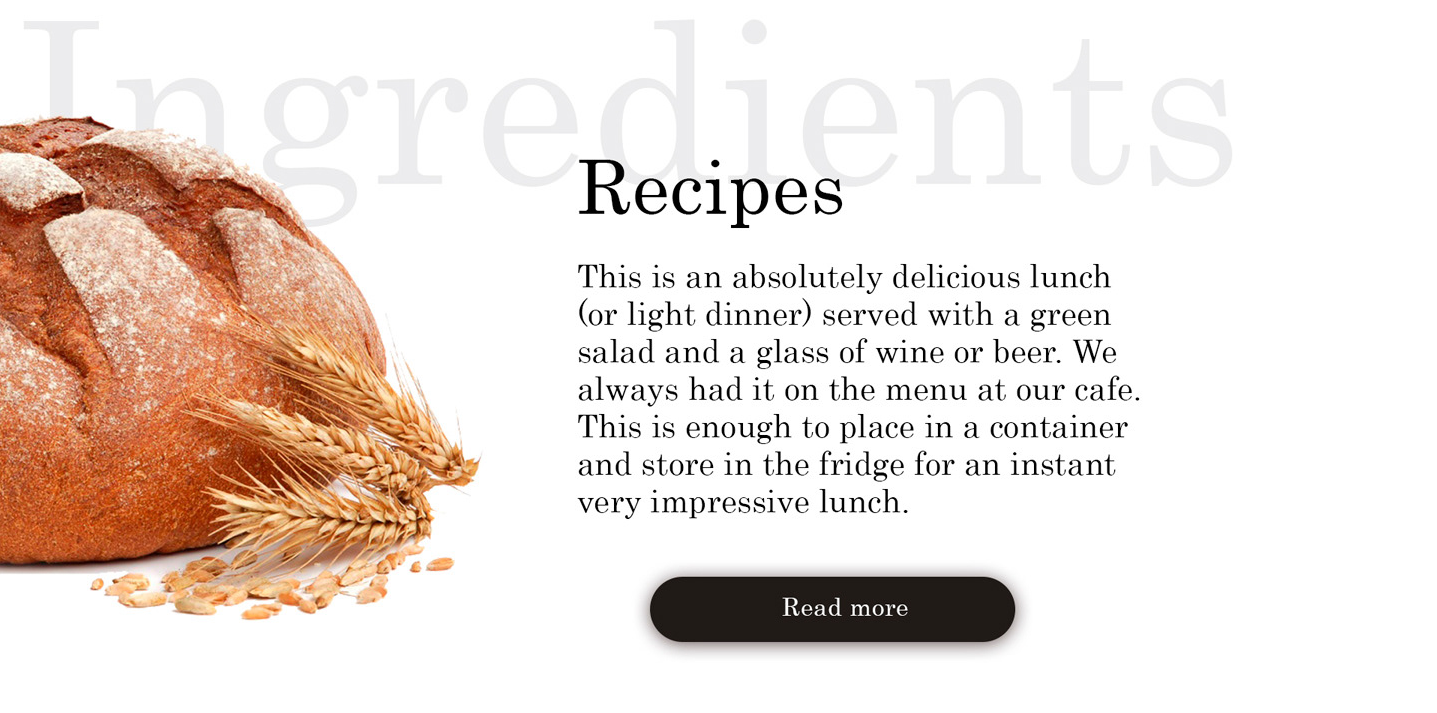 Ingredients
Recipes
This is an absolutely delicious lunch
(or light dinner) served with a green
salad and a glass of wine or beer. We
always had it on the menu at our cafe.
This is enough to place in a container
and store in the fridge for an instant
very impressive lunch.
Read more